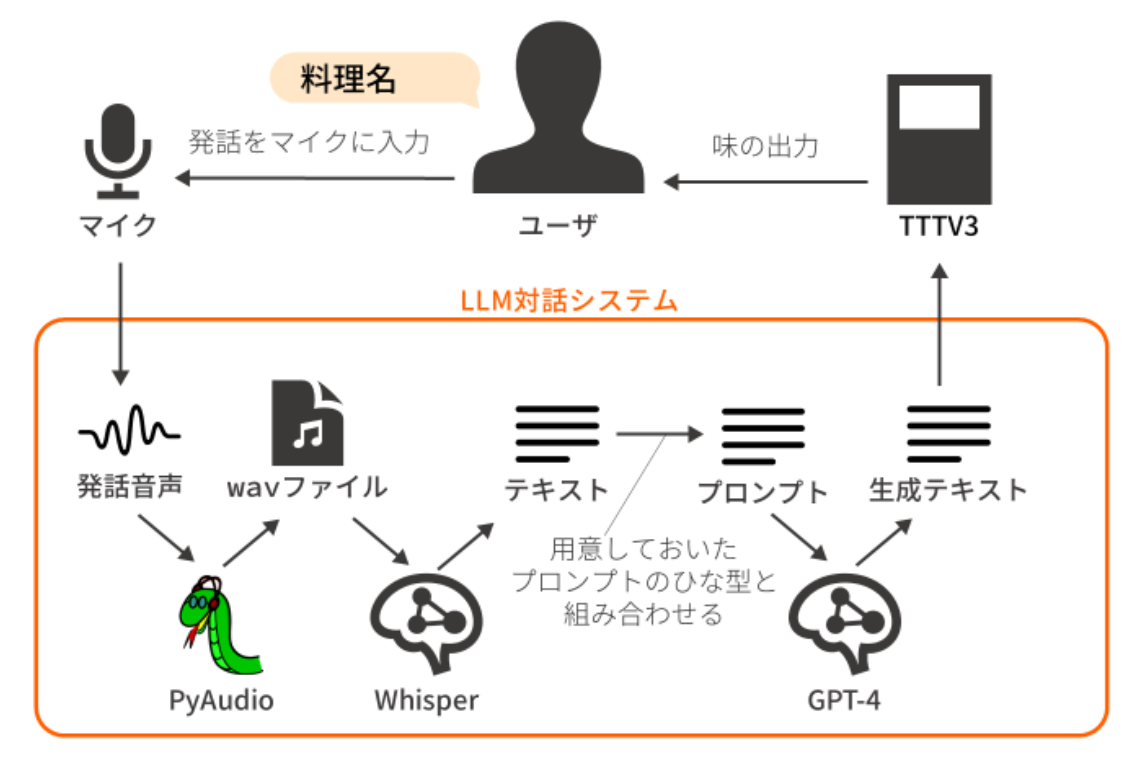 料理名
発話をマイクに入力
味の出力
マイク
ユーザ
TTTV3
LLM対話システム
発話音声
wavファイル
テキスト
プロンプト
生成テキスト
用意しておいた
プロンプトのひな型と
組み合わせる
PyAudio
Whisper
GPT-4